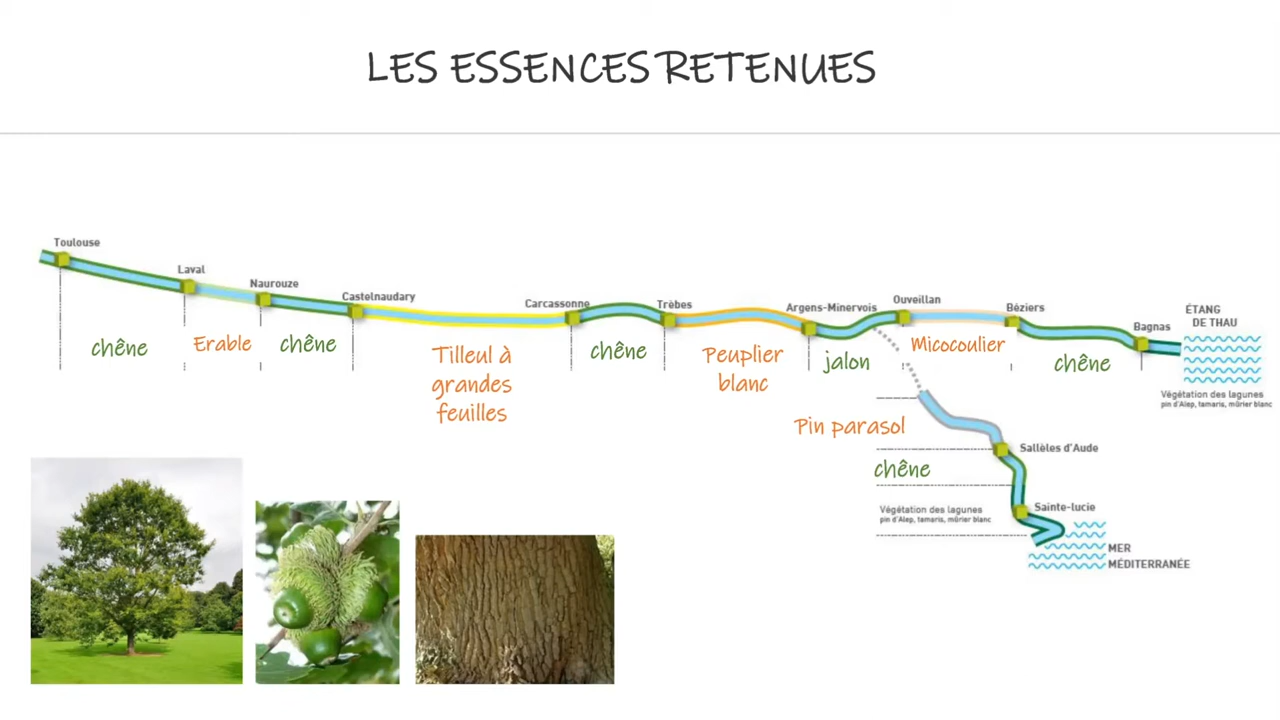 LES ESSENCES RETENUES
Toulouse
Laval
Naurouze
Castelnaudary
Carcassonne
Trèbes
Argens-Minervois
Ouveillan
Béziers
Bagnas
ÉTANG
DE THAU
chêne
Erable
chêne
Tilleul à
grandes
feuilles
chêne
Peuplier
blanc
jalon
Micocoulier
chêne
Végétation des lagunes
pin d'Alep, tamaris, mûrier blanc
Pin parasol
Sallèles d'Aude
chêne
Sainte-lucie
Végétation des lagunes
pin d'Alep, tamaris, mûrier blanc
MER
MÉDITERRANÉE